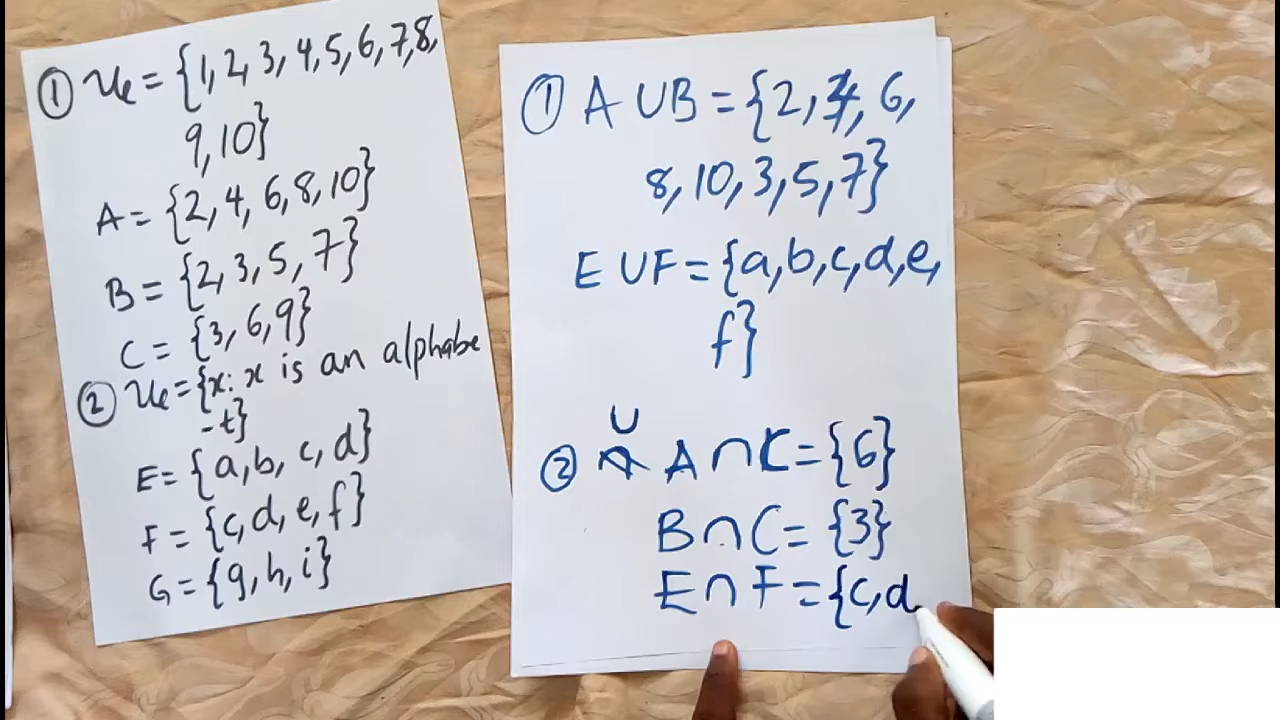 ① U = {1, 2, 3, 4, 5, 6, 7, 8,
9, 10}
A = {2, 4, 6, 8, 10}
B = {2, 3, 5, 7}
C = {3, 6, 9}
② U = {x: x is an alphabe
-t}
E = {a, b, c, d}
F = {c, d, e, f}
G = {g, h, i}
① A ∪ B = {2, 4, 6,
8, 10, 3, 5, 7}
E ∪ F = {a, b, c, d, e,
f}
∪
② A ∩ C = {6}
B ∩ C = {3}
E ∩ F = {c, d